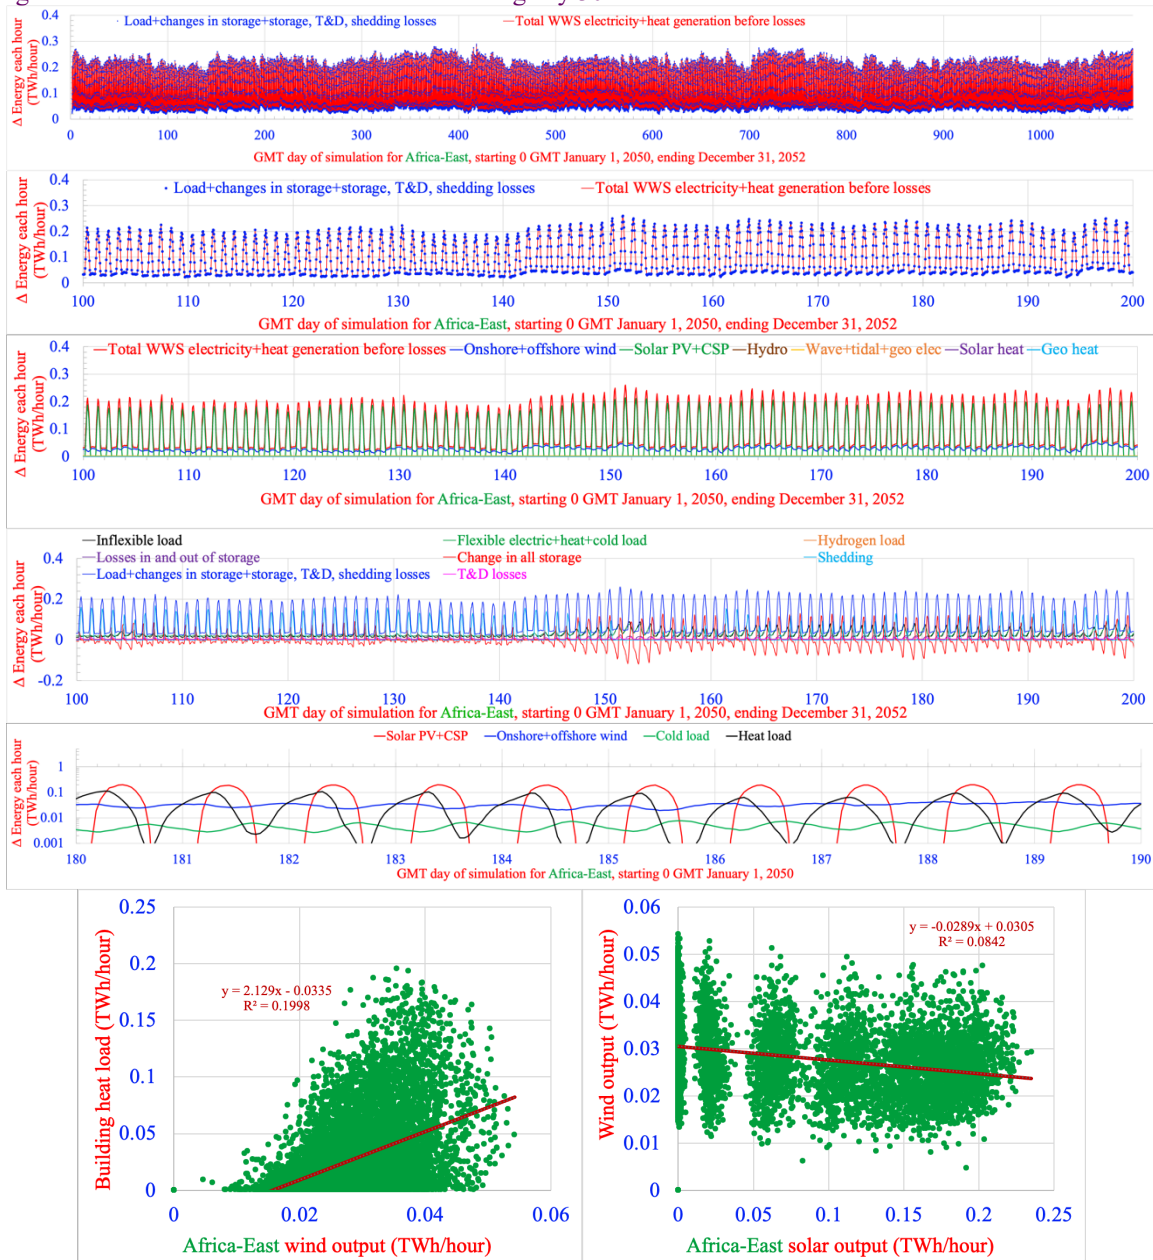 0.4
· Load+changes in storage+storage, T&D, shedding losses —Total WWS electricity+heat generation before losses
0.3
0.2
0.1
0
Δ Energy each hour
(TWh/hour)
0 100 200 300 400 500 600 700 800 900 1000
GMT day of simulation for Africa-East, starting 0 GMT January 1, 2050, ending December 31, 2052
0.4
· Load+changes in storage+storage, T&D, shedding losses —Total WWS electricity+heat generation before losses
0.3
0.2
0.1
0
Δ Energy each hour
(TWh/hour)
100 110 120 130 140 150 160 170 180 190 200
GMT day of simulation for Africa-East, starting 0 GMT January 1, 2050, ending December 31, 2052
0.4
—Total WWS electricity+heat generation before losses —Onshore+offshore wind —Solar PV+CSP —Hydro —Wave+tidal+geo elec —Solar heat —Geo heat
0.3
0.2
0.1
0
Δ Energy each hour
(TWh/hour)
100 110 120 130 140 150 160 170 180 190 200
GMT day of simulation for Africa-East, starting 0 GMT January 1, 2050, ending December 31, 2052
—Inflexible load —Flexible electric+heat+cold load —Hydrogen load
—Losses in and out of storage —Change in all storage —Shedding
—Load+changes in storage+storage, T&D, shedding losses —T&D losses
0.4
0.2
0
-0.2
Δ Energy each hour
(TWh/hour)
100 110 120 130 140 150 160 170 180 190 200
GMT day of simulation for Africa-East, starting 0 GMT January 1, 2050, ending December 31, 2052
—Solar PV+CSP —Onshore+offshore wind —Cold load —Heat load
1
0.1
0.01
0.001
Δ Energy each hour
(TWh/hour)
180 181 182 183 184 185 186 187 188 189 190
GMT day of simulation for Africa-East, starting 0 GMT January 1, 2050
0.25
0.2
0.15
0.1
0.05
0
Building heat load (TWh/hour)
y = 2.129x - 0.0335
R² = 0.1998
0 0.02 0.04 0.06
Africa-East wind output (TWh/hour)
0.06
0.05
0.04
0.03
0.02
0.01
0
Wind output (TWh/hour)
y = -0.0289x + 0.0305
R² = 0.0842
0 0.05 0.1 0.15 0.2 0.25
Africa-East solar output (TWh/hour)